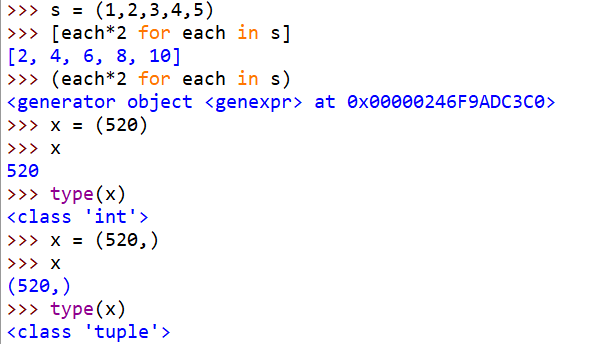 >>> s = (1,2,3,4,5)
>>> [each*2 for each in s]
[2, 4, 6, 8, 10]
>>> (each*2 for each in s)
<generator object <genexpr> at 0x00000246F9ADC3C0>
>>> x = (520)
>>> x
520
>>> type(x)
<class 'int'>
>>> x = (520,)
>>> x
(520,)
>>> type(x)
<class 'tuple'>